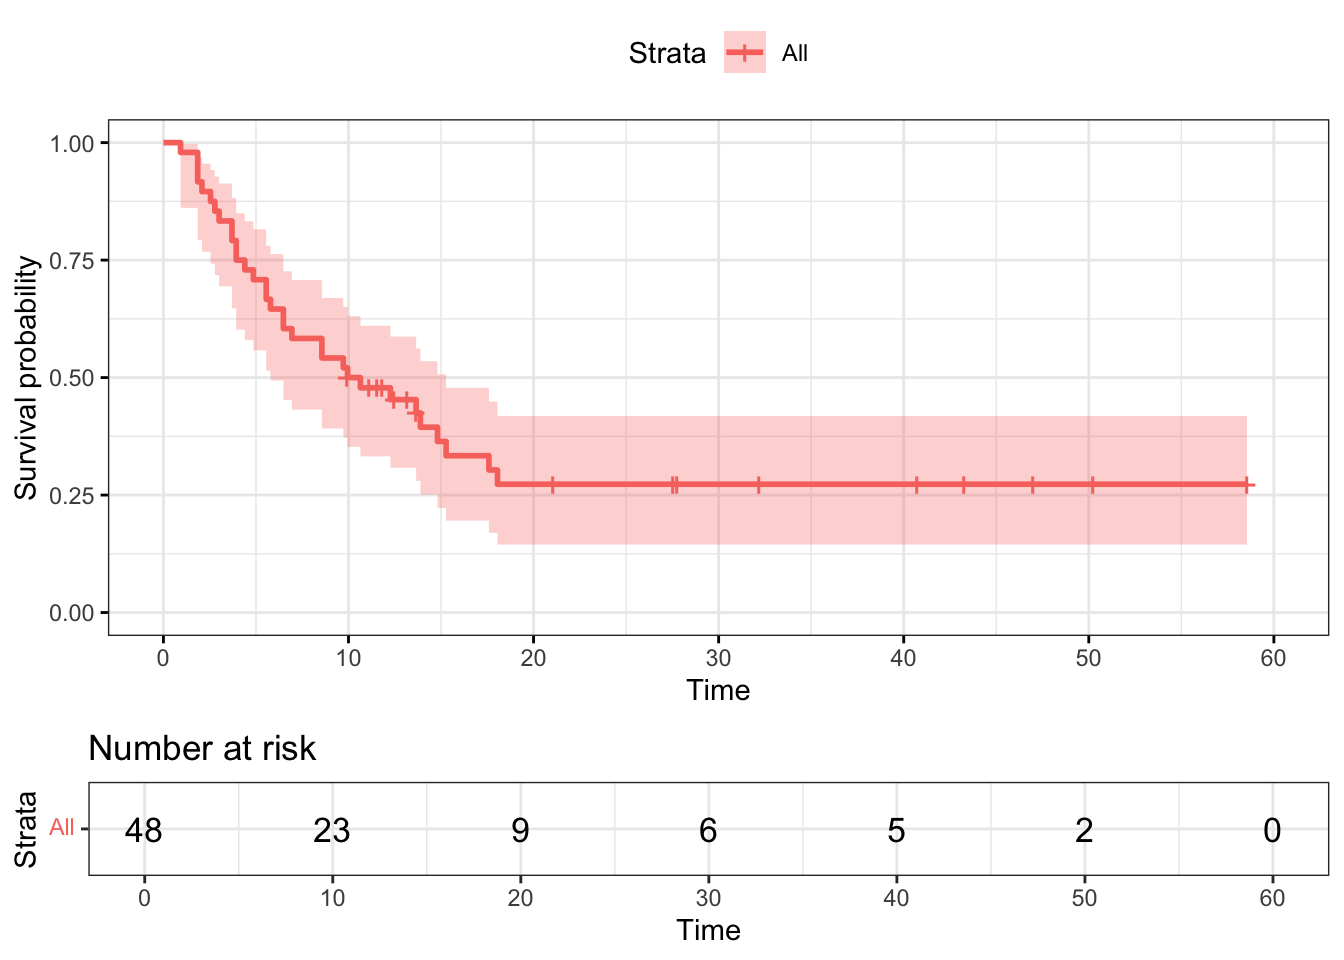 Strata All
1.00
0.75
0.50
0.25
0.00
Survival probability
0 10 20 30 40 50 60
Time
Number at risk
Strata
All 48 23 9 6 5 2 0
0 10 20 30 40 50 60
Time